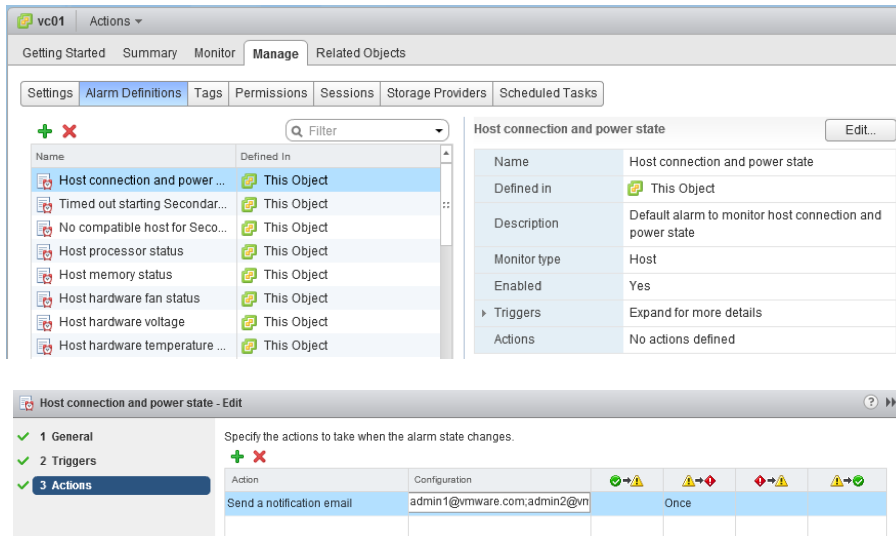 vc01 Actions
Getting Started Summary Monitor Manage Related Objects
Settings Alarm Definitions Tags Permissions Sessions Storage Providers Scheduled Tasks
Filter
Name Defined In
Host connection and power ... This Object
Timed out starting Secondar... This Object
No compatible host for Seco... This Object
Host processor status This Object
Host memory status This Object
Host hardware fan status This Object
Host hardware voltage This Object
Host hardware temperature ... This Object
Host connection and power state Edit...
Name Host connection and power state
Defined in This Object
Description Default alarm to monitor host connection and
power state
Monitor type Host
Enabled Yes
Triggers Expand for more details
Actions No actions defined
Host connection and power state - Edit ?
1 General
2 Triggers
3 Actions
Specify the actions to take when the alarm state changes.
Action Configuration
Send a notification email admin1@vmware.com;admin2@vm Once